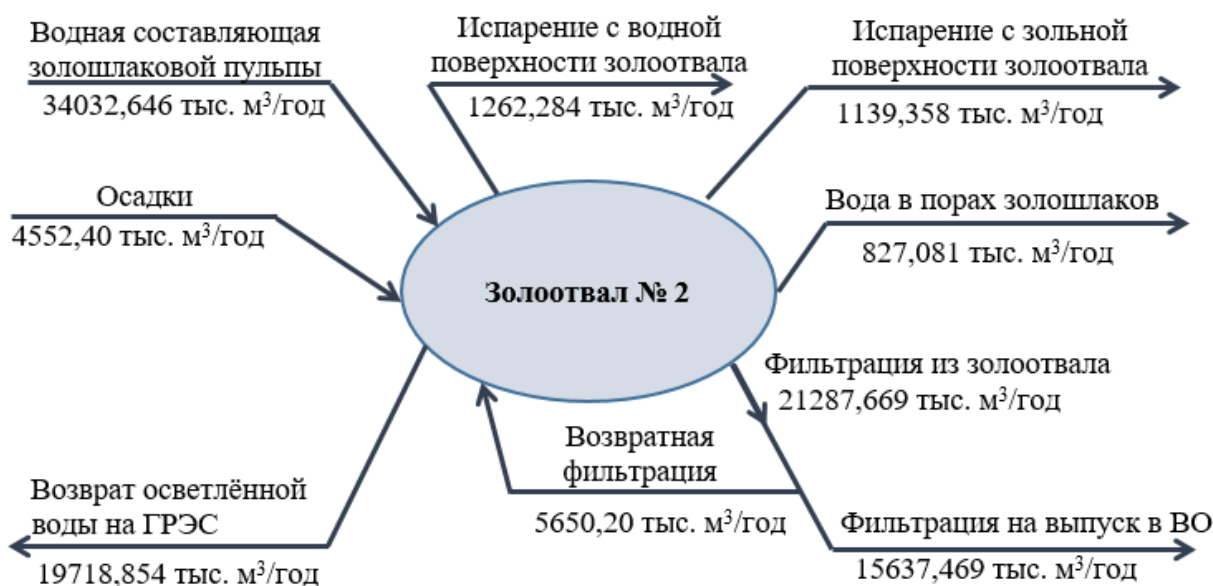 Водная составляющая
золошлаковой пульпы
34032,646 тыс. м³/год
Испарение с водной
поверхности золоотвала
1262,284 тыс. м³/год
Испарение с зольной
поверхности золоотвала
1139,358 тыс. м³/год
Осадки
4552,40 тыс. м³/год
Вода в порах золошлаков
827,081 тыс. м³/год
Золоотвал № 2
Фильтрация из золоотвала
21287,669 тыс. м³/год
Возвратная
фильтрация
5650,20 тыс. м³/год
Возврат осветлённой
воды на ГРЭС
19718,854 тыс. м³/год
Фильтрация на выпуск в ВО
15637,469 тыс. м³/год